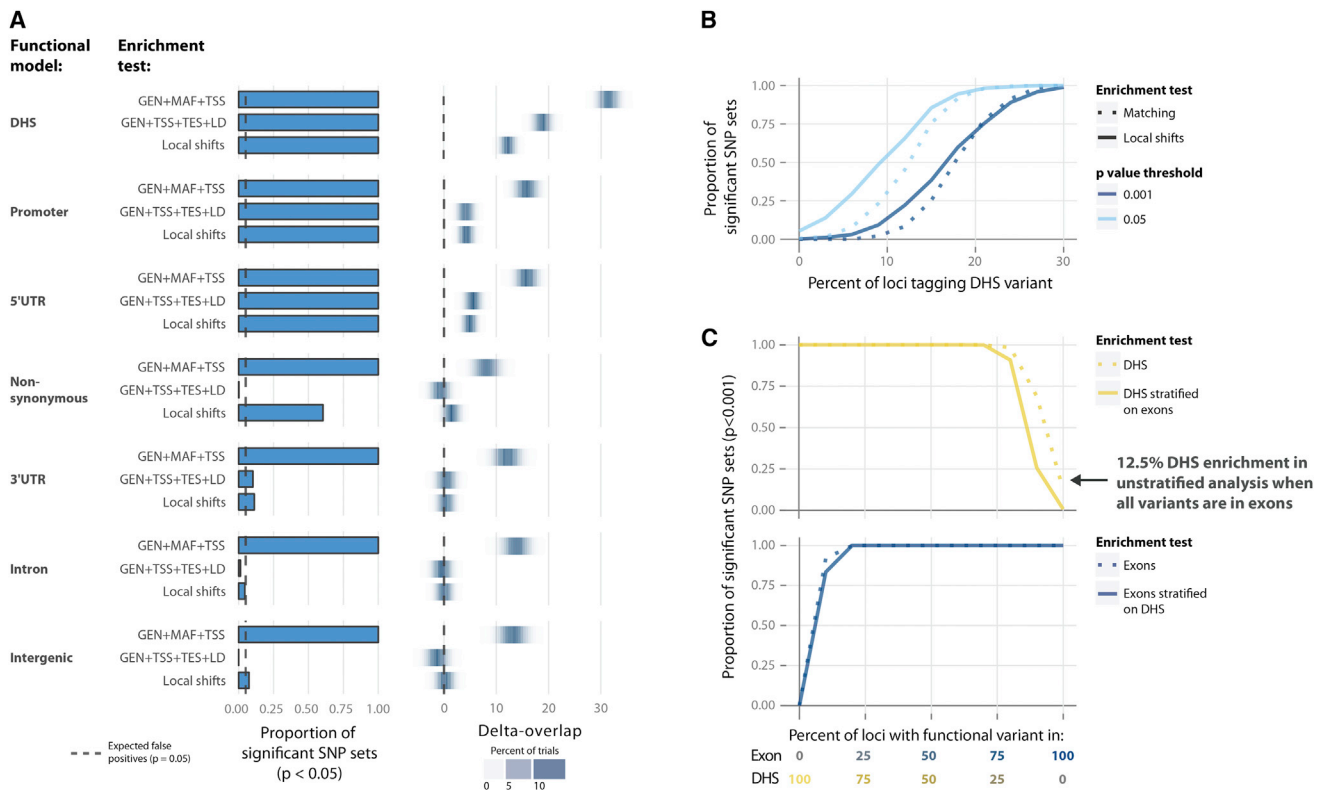 A
Functional
model:
Enrichment
test:
DHS
GEN+MAF+TSS
GEN+TSS+TES+LD
Local shifts
Promoter
GEN+MAF+TSS
GEN+TSS+TES+LD
Local shifts
5'UTR
GEN+MAF+TSS
GEN+TSS+TES+LD
Local shifts
Non-
synonymous
GEN+MAF+TSS
GEN+TSS+TES+LD
Local shifts
3'UTR
GEN+MAF+TSS
GEN+TSS+TES+LD
Local shifts
Intron
GEN+MAF+TSS
GEN+TSS+TES+LD
Local shifts
Intergenic
GEN+MAF+TSS
GEN+TSS+TES+LD
Local shifts
0.00 0.25 0.50 0.75 1.00
Proportion of
significant SNP sets
(p < 0.05)
0 10 20 30
Delta-overlap
Expected false
positives (p = 0.05)
Percent of trials
0 5 10
B
1.00
0.75
0.50
0.25
0.00
Proportion of
significant SNP sets
0 10 20 30
Percent of loci tagging DHS variant
Enrichment test
Matching
Local shifts
p value threshold
0.001
0.05
C
Proportion of significant SNP sets (p<0.001)
1.00
0.75
0.50
0.25
0.00
Enrichment test
DHS
DHS stratified
on exons
12.5% DHS enrichment in
unstratified analysis when
all variants are in exons
1.00
0.75
0.50
0.25
0.00
Enrichment test
Exons
Exons stratified
on DHS
Percent of loci with functional variant in:
Exon 0 25 50 75 100
DHS 100 75 50 25 0